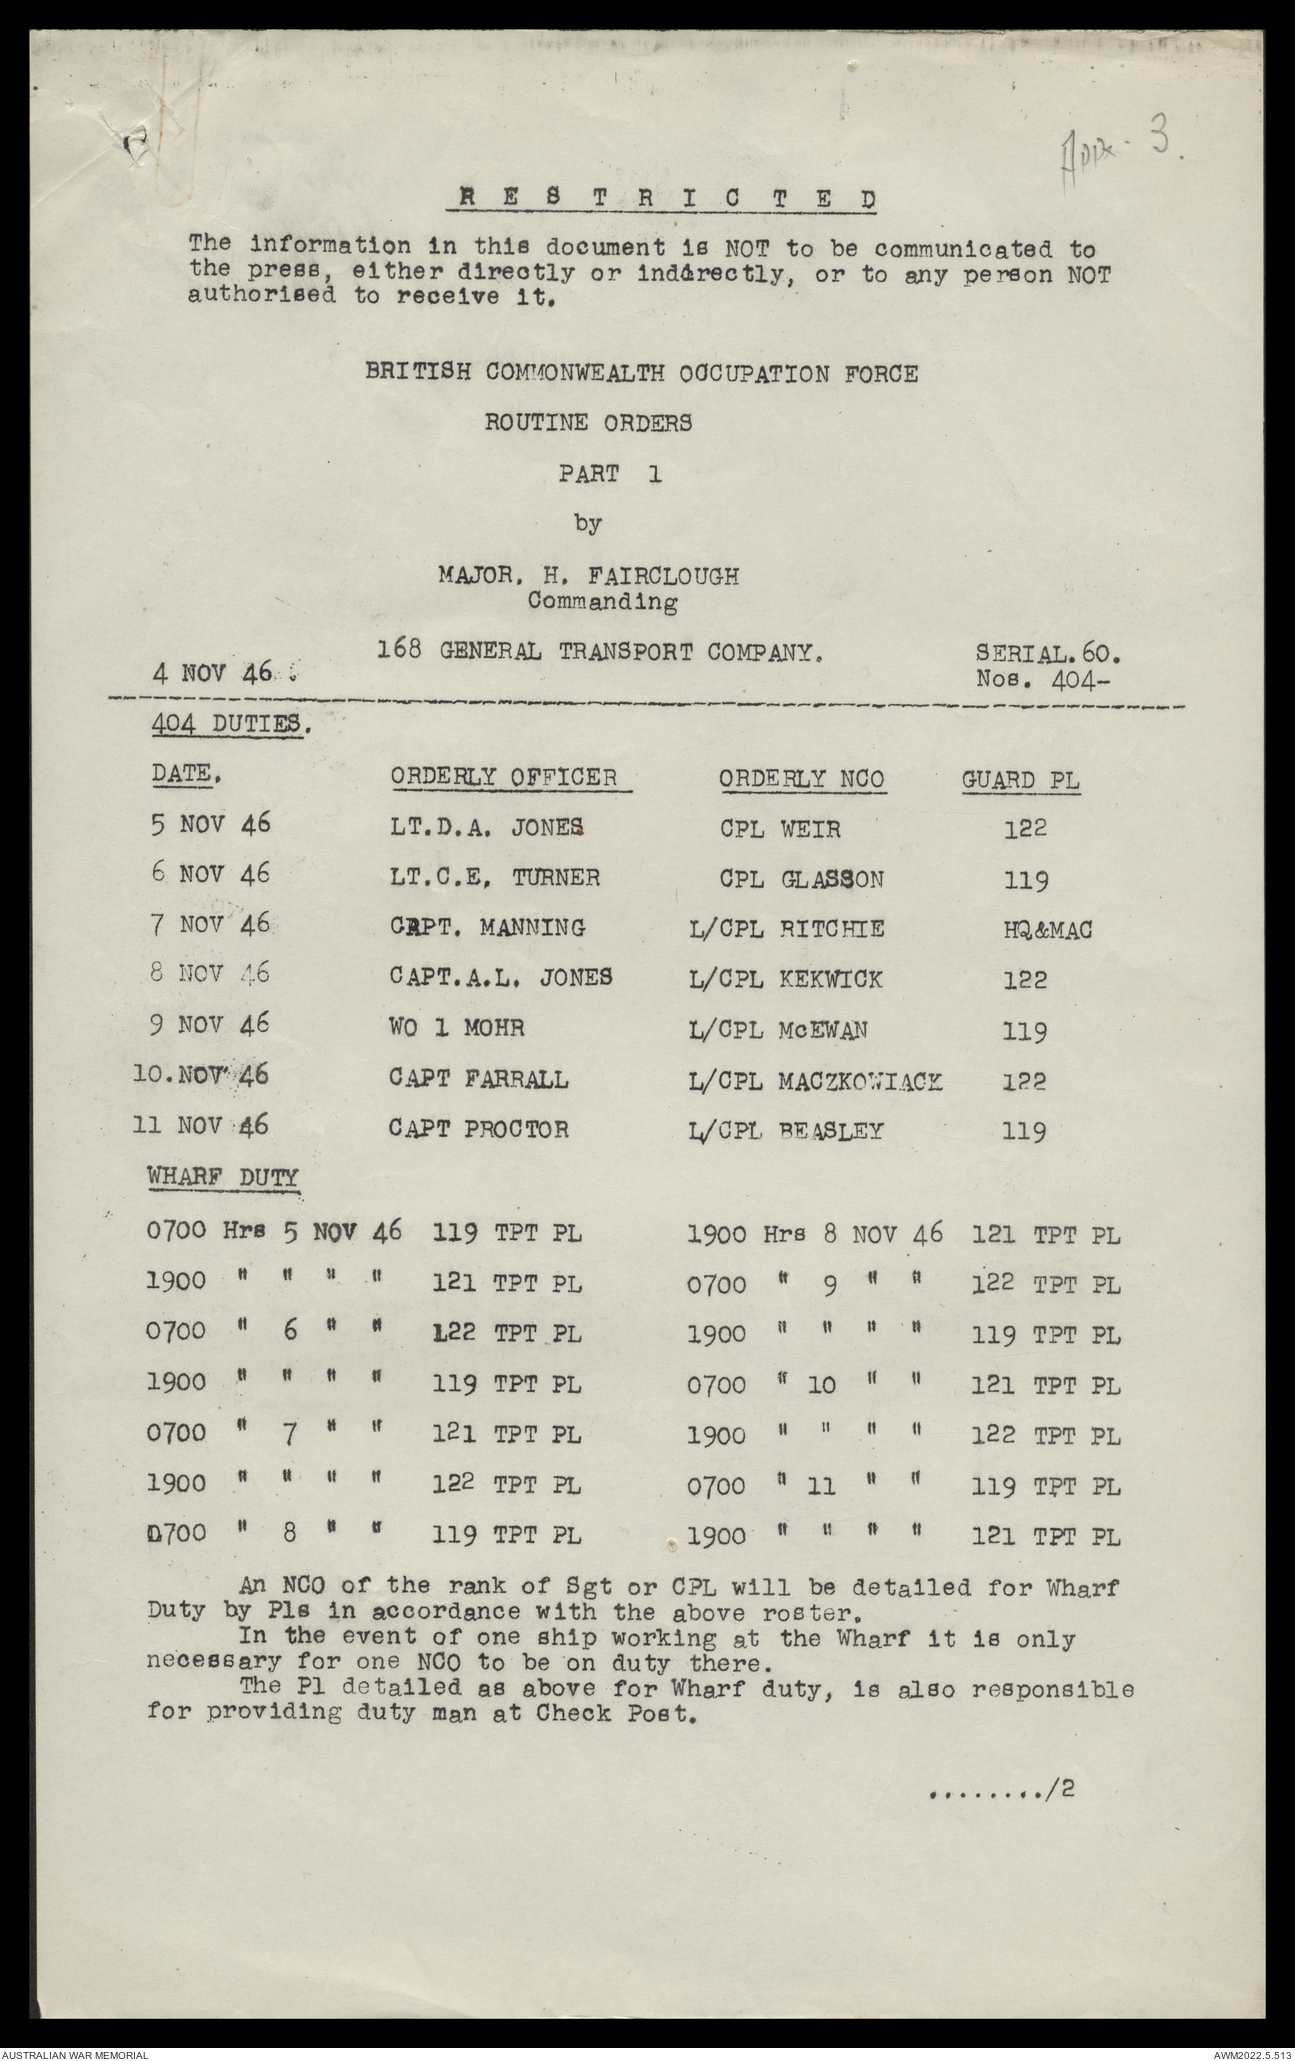 Appx. 3.
R E S T R I C T E D
The information in this document is NOT to be communicated to
the press, either directly or indirectly, or to any person NOT
authorised to receive it.
BRITISH COMMONWEALTH OCCUPATION FORCE
ROUTINE ORDERS
PART 1
by
MAJOR. H. FAIRCLOUGH
Commanding
168 GENERAL TRANSPORT COMPANY. SERIAL.60.
4 NOV 46. Nos. 404-
404 DUTIES.
DATE. ORDERLY OFFICER ORDERLY NCO GUARD PL
5 NOV 46 LT.D.A. JONES CPL WEIR 122
6 NOV 46 LT.C.E. TURNER CPL GLASSON 119
7 NOV 46 CAPT. MANNING L/CPL RITCHIE HQ&MAC
8 NOV 46 CAPT.A.L. JONES L/CPL KEKWICK 122
9 NOV 46 WO 1 MOHR L/CPL McEWAN 119
10.NOV 46 CAPT FARRALL L/CPL MACZKOWIACK 122
11 NOV 46 CAPT PROCTOR L/CPL BEASLEY 119
WHARF DUTY
0700 Hrs 5 NOV 46 119 TPT PL 1900 Hrs 8 NOV 46 121 TPT PL
1900 " " " " 121 TPT PL 0700 " 9 " " 122 TPT PL
0700 " 6 " " 122 TPT PL 1900 " " " " 119 TPT PL
1900 " " " " 119 TPT PL 0700 " 10 " " 121 TPT PL
0700 " 7 " " 121 TPT PL 1900 " " " " 122 TPT PL
1900 " " " " 122 TPT PL 0700 " 11 " " 119 TPT PL
0700 " 8 " " 119 TPT PL 1900 " " " " 121 TPT PL
An NCO of the rank of Sgt or CPL will be detailed for Wharf
Duty by Pls in accordance with the above roster.
In the event of one ship working at the Wharf it is only
necessary for one NCO to be on duty there.
The Pl detailed as above for Wharf duty, is also responsible
for providing duty man at Check Post.
......../2
AUSTRALIAN WAR MEMORIAL AWM2022.5.513